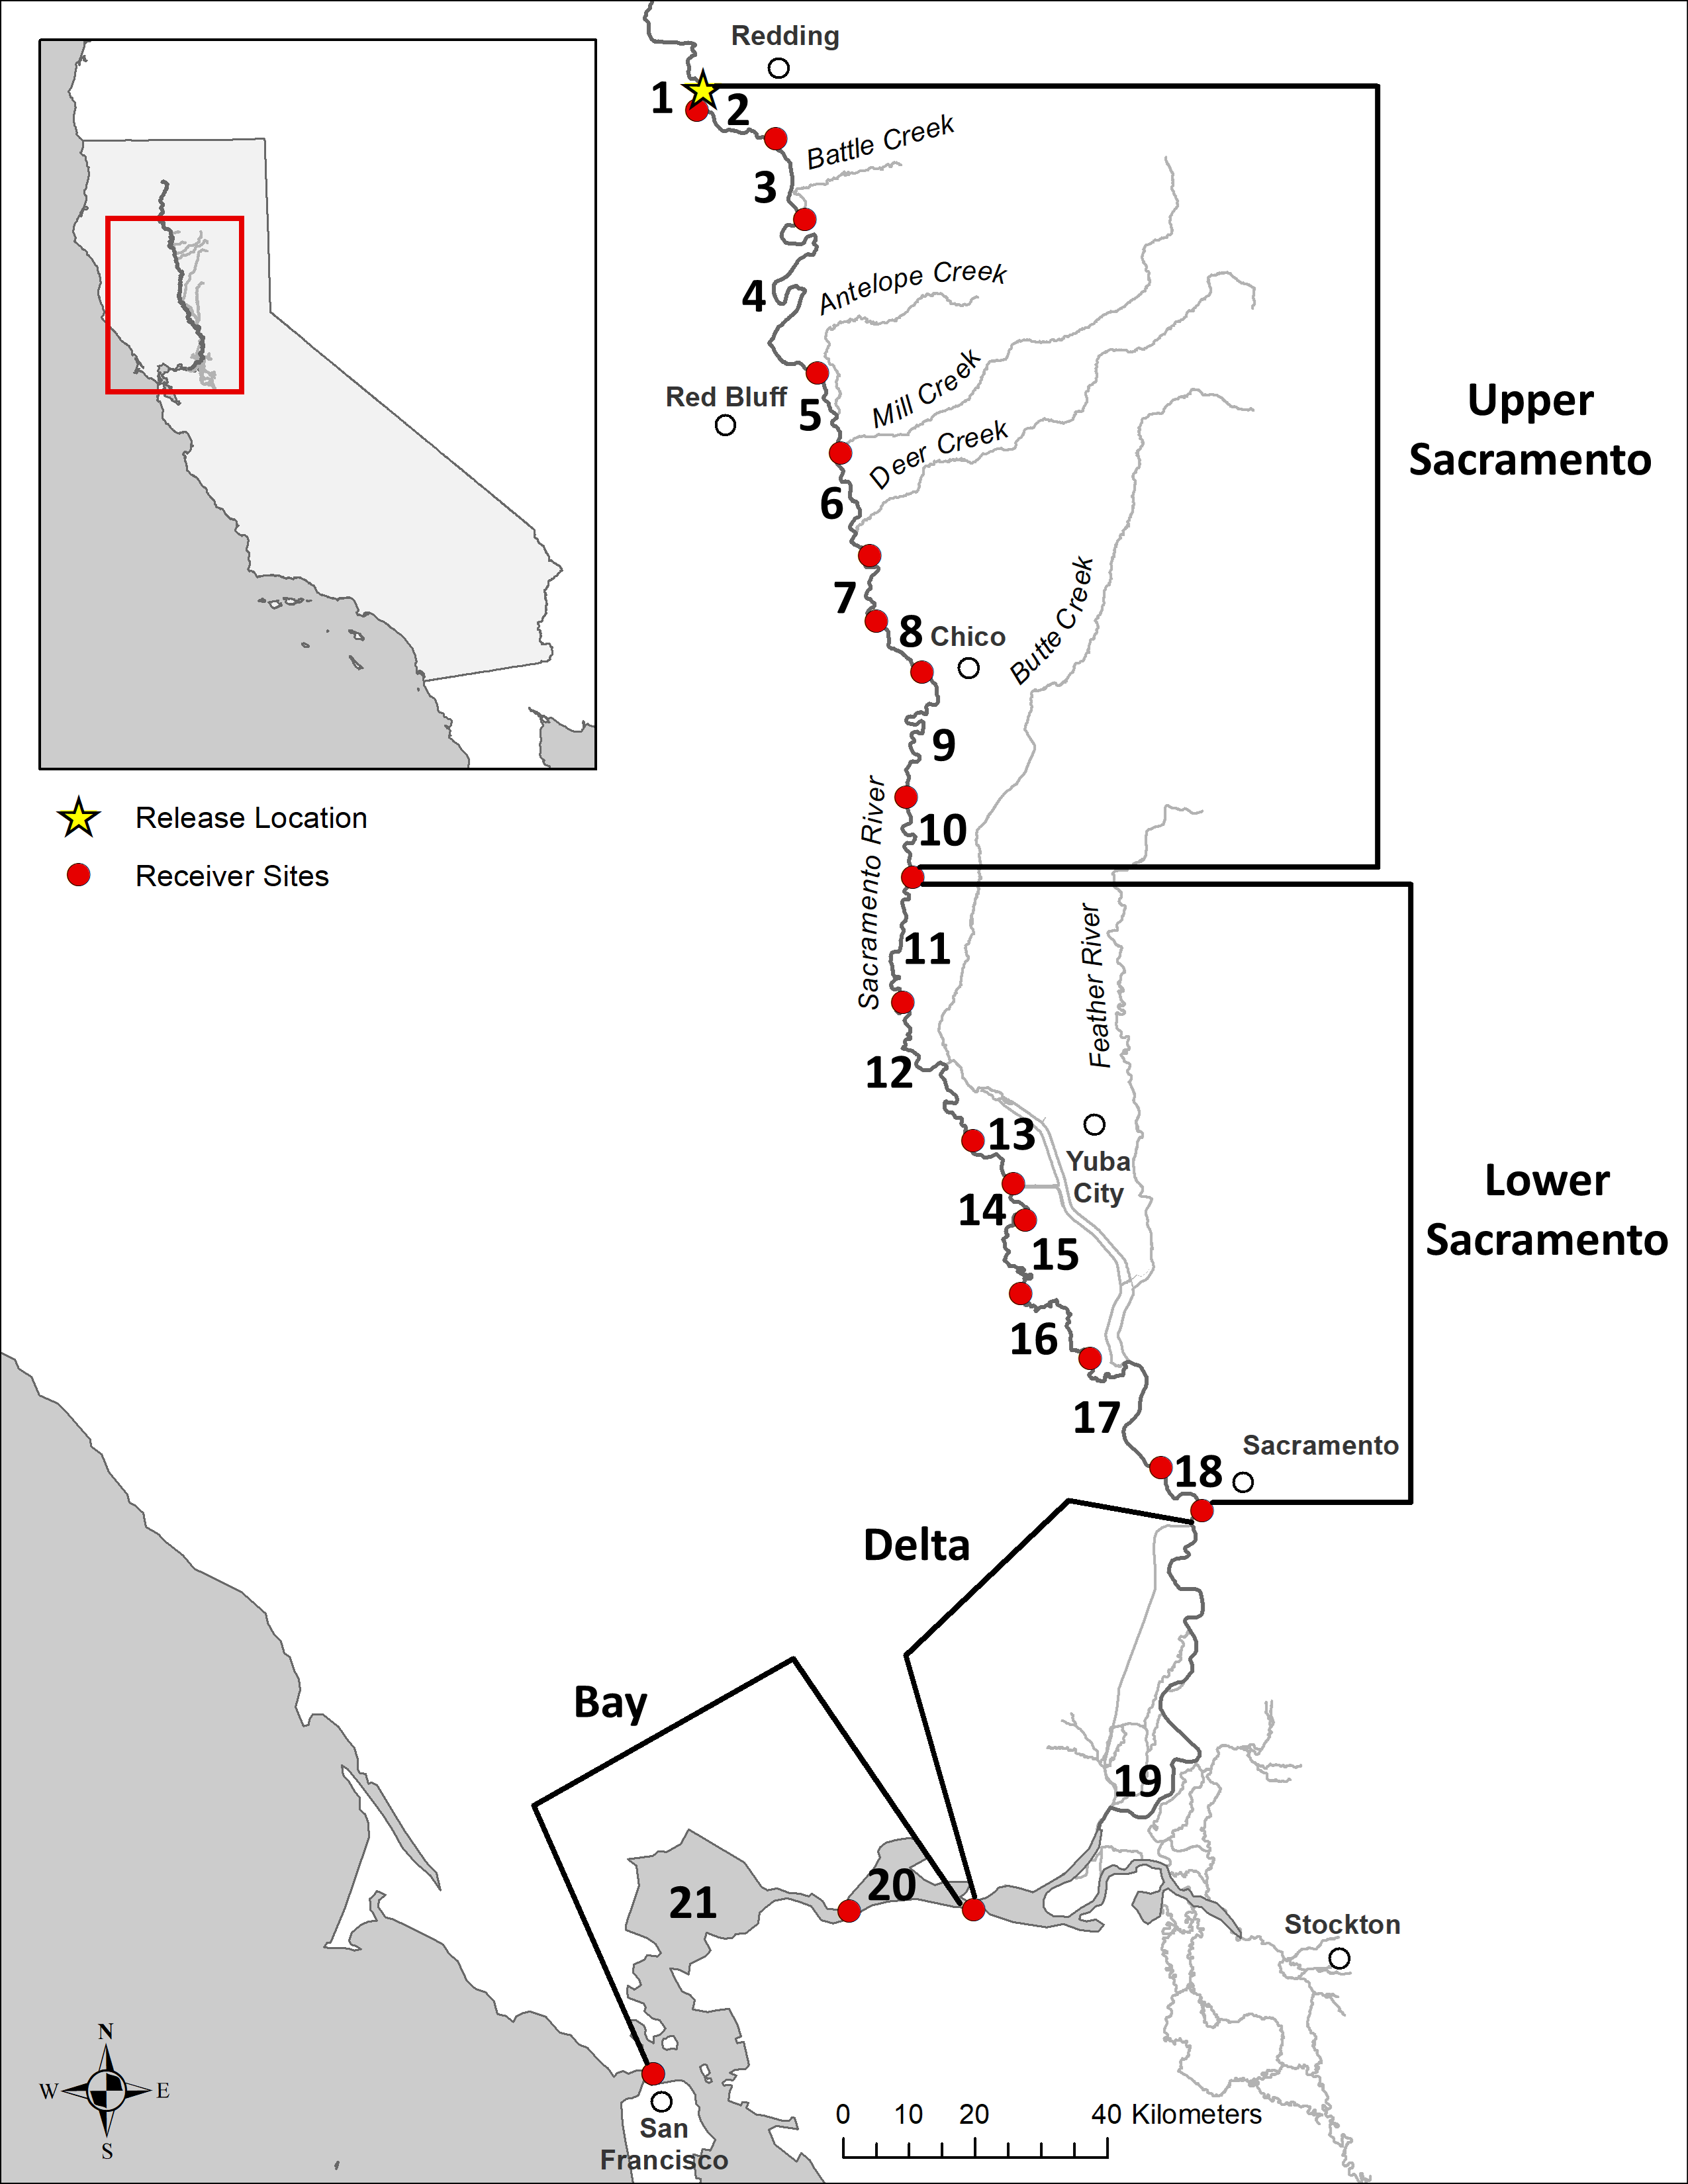 Redding
1
2
Battle Creek
3
Antelope Creek
4
Mill Creek
Red Bluff
5
Deer Creek
Upper
Sacramento
6
Butte Creek
7
8
Chico
9
Sacramento River
10
Release Location
Receiver Sites
11
Feather River
12
13
Yuba
City
14
15
Lower
Sacramento
16
17
18
Sacramento
Delta
Bay
19
20
21
Stockton
N
W
E
S
San
Francisco
0 10 20 40 Kilometers